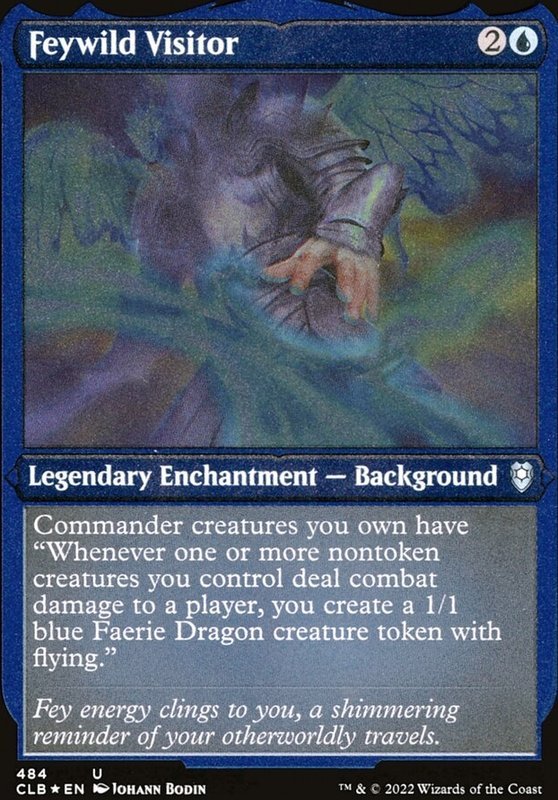 Feywild Visitor 2
Legendary Enchantment — Background
Commander creatures you own have
“Whenever one or more nontoken
creatures you control deal combat
damage to a player, you create a 1/1
blue Faerie Dragon creature token with
flying.”
Fey energy clings to you, a shimmering
reminder of your otherworldly travels.
484 U
CLB★EN Johann Bodin ™ & © 2022 Wizards of the Coast